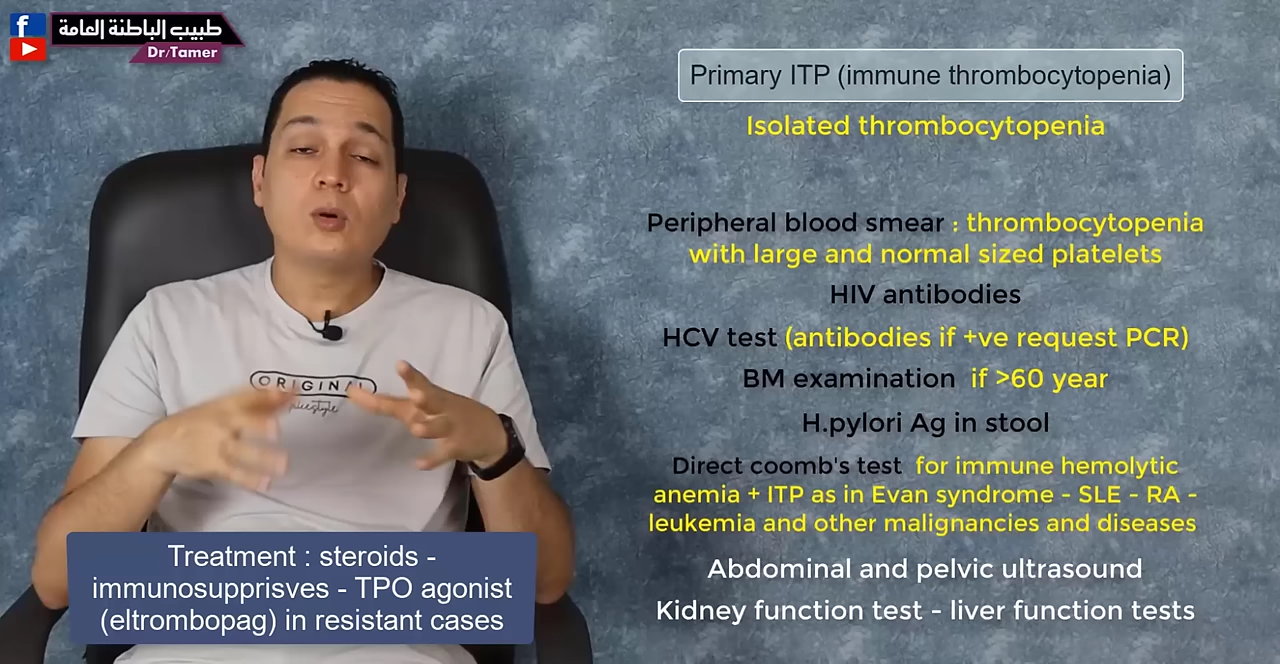 طبيب الباطنة العامة
Dr/Tamer
Primary ITP (immune thrombocytopenia)
Isolated thrombocytopenia
Peripheral blood smear : thrombocytopenia
with large and normal sized platelets
HIV antibodies
HCV test (antibodies if +ve request PCR)
BM examination if >60 year
H.pylori Ag in stool
Direct coomb's test for immune hemolytic
anemia + ITP as in Evan syndrome - SLE - RA -
leukemia and other malignancies and diseases
Abdominal and pelvic ultrasound
Kidney function test - liver function tests
ORIGINAL
Treatment : steroids -
immunosupprisves - TPO agonist
(eltrombopag) in resistant cases